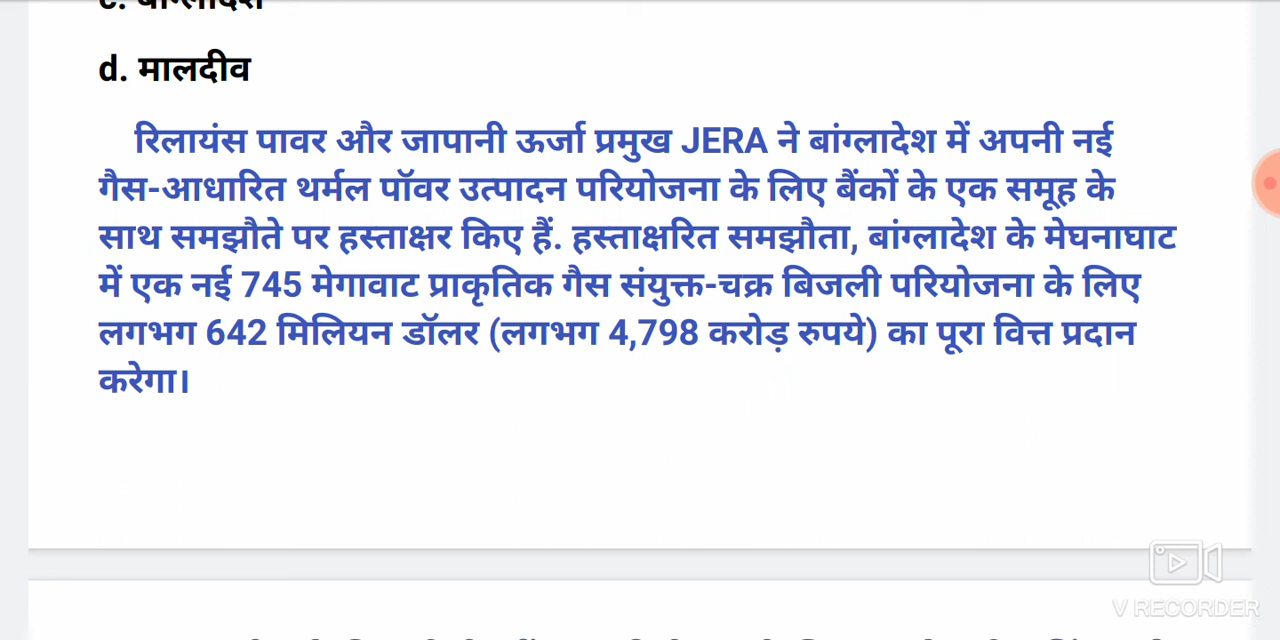 c. बांग्लादेश
d. मालदीव
रिलायंस पावर और जापानी ऊर्जा प्रमुख JERA ने बांग्लादेश में अपनी नई
गैस-आधारित थर्मल पॉवर उत्पादन परियोजना के लिए बैंकों के एक समूह के
साथ समझौते पर हस्ताक्षर किए हैं. हस्ताक्षरित समझौता, बांग्लादेश के मेघनाघाट
में एक नई 745 मेगावाट प्राकृतिक गैस संयुक्त-चक्र बिजली परियोजना के लिए
लगभग 642 मिलियन डॉलर (लगभग 4,798 करोड़ रुपये) का पूरा वित्त प्रदान
करेगा।
V RECORDER